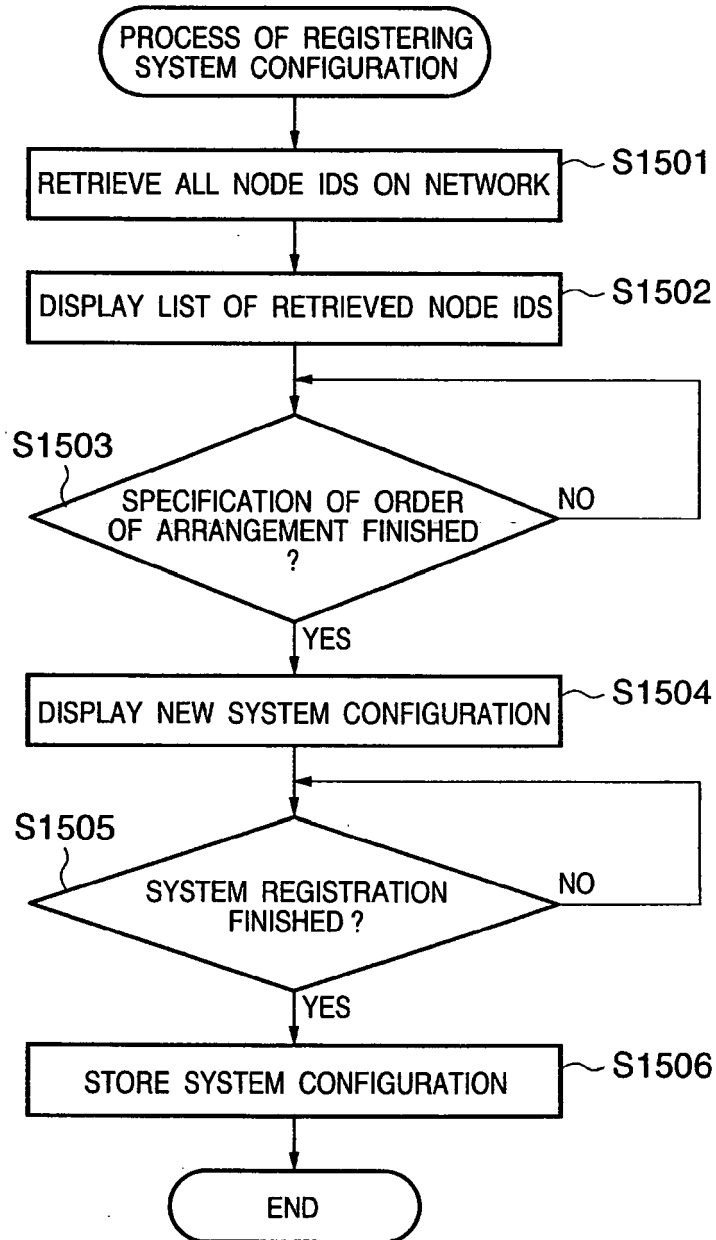 PROCESS OF REGISTERING
SYSTEM CONFIGURATION
RETRIEVE ALL NODE IDS ON NETWORK
S1501
DISPLAY LIST OF RETRIEVED NODE IDS
S1502
S1503
SPECIFICATION OF ORDER
OF ARRANGEMENT FINISHED
?
NO
YES
DISPLAY NEW SYSTEM CONFIGURATION
S1504
S1505
SYSTEM REGISTRATION
FINISHED ?
NO
YES
STORE SYSTEM CONFIGURATION
S1506
END